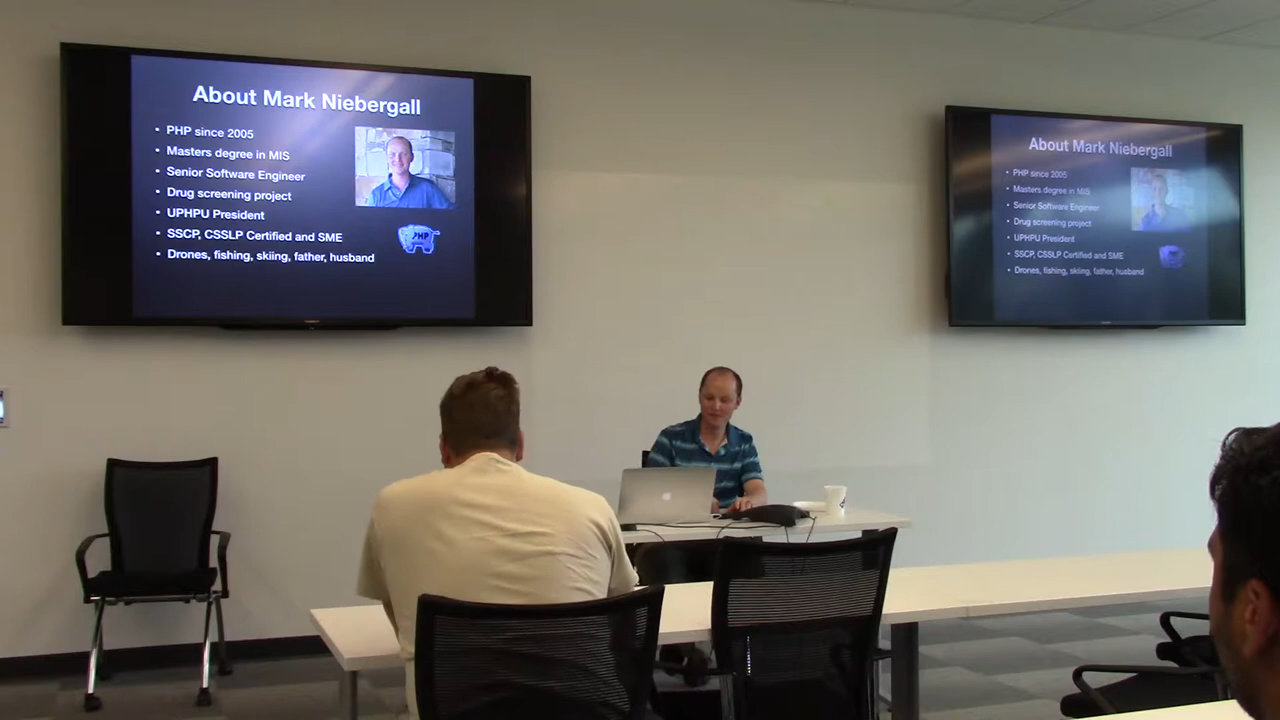 About Mark Niebergall
• PHP since 2005
• Masters degree in MIS
• Senior Software Engineer
• Drug screening project
• UPHPU President
• SSCP, CSSLP Certified and SME
• Drones, fishing, skiing, father, husband
PHP
About Mark Niebergall
• PHP since 2005
• Masters degree in MIS
• Senior Software Engineer
• Drug screening project
• UPHPU President
• SSCP, CSSLP Certified and SME
• Drones, fishing, skiing, father, husband